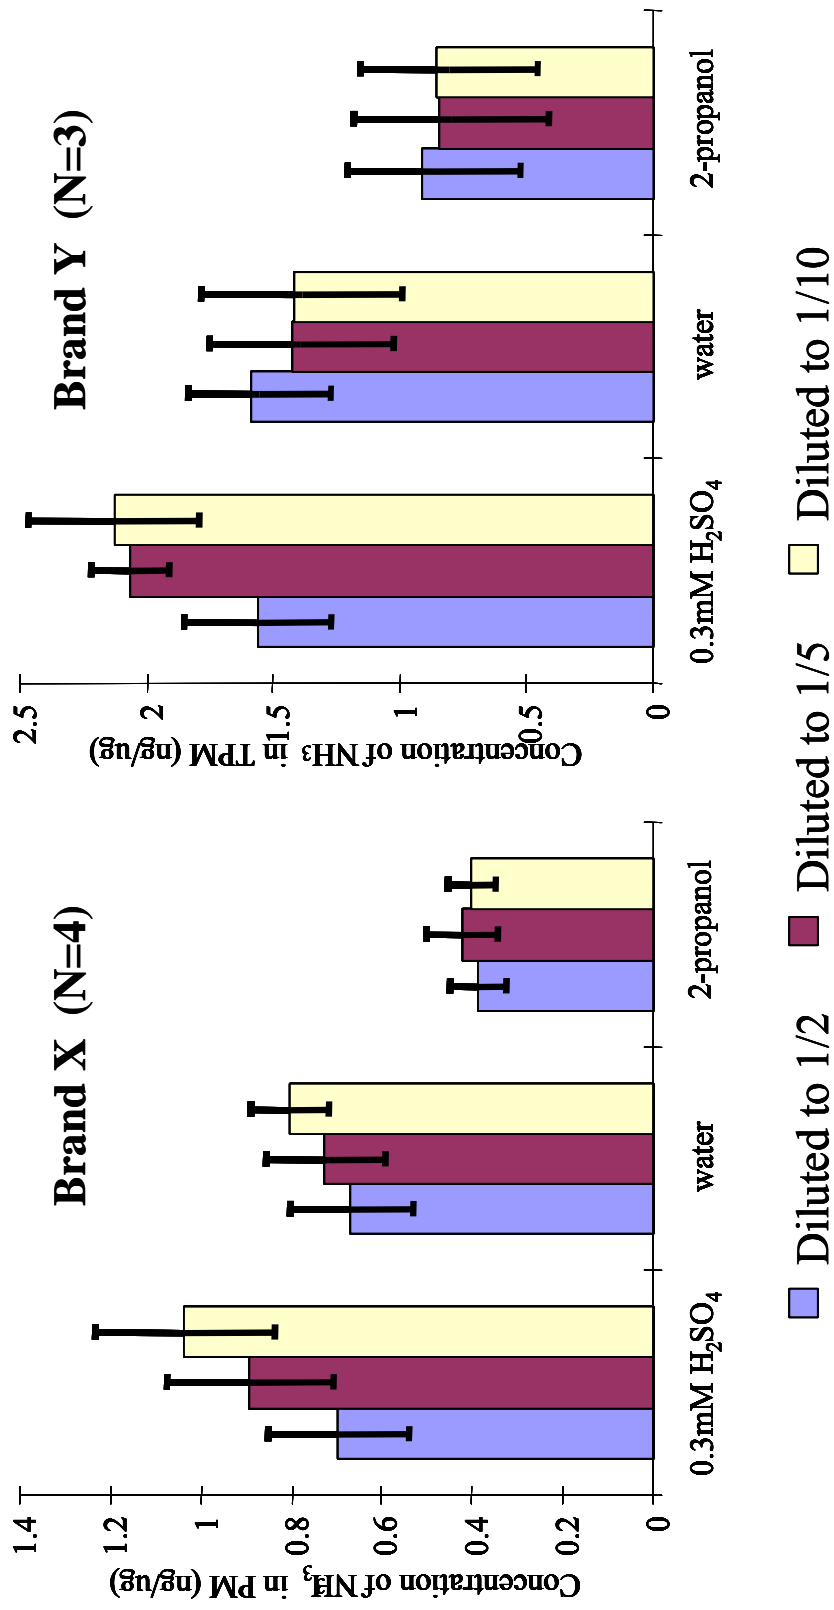 Brand X (N=4)
Concentration of NH3 in PM (ng/ug)
1.4
1.2
1
0.8
0.6
0.4
0.2
0
0.3mM H₂SO₄
water
2-propanol
Brand Y (N=3)
Concentration of NH3 in TPM (ng/ug)
2.5
2
1.5
1
0.5
0
0.3mM H₂SO₄
water
2-propanol
Diluted to 1/2
Diluted to 1/5
Diluted to 1/10